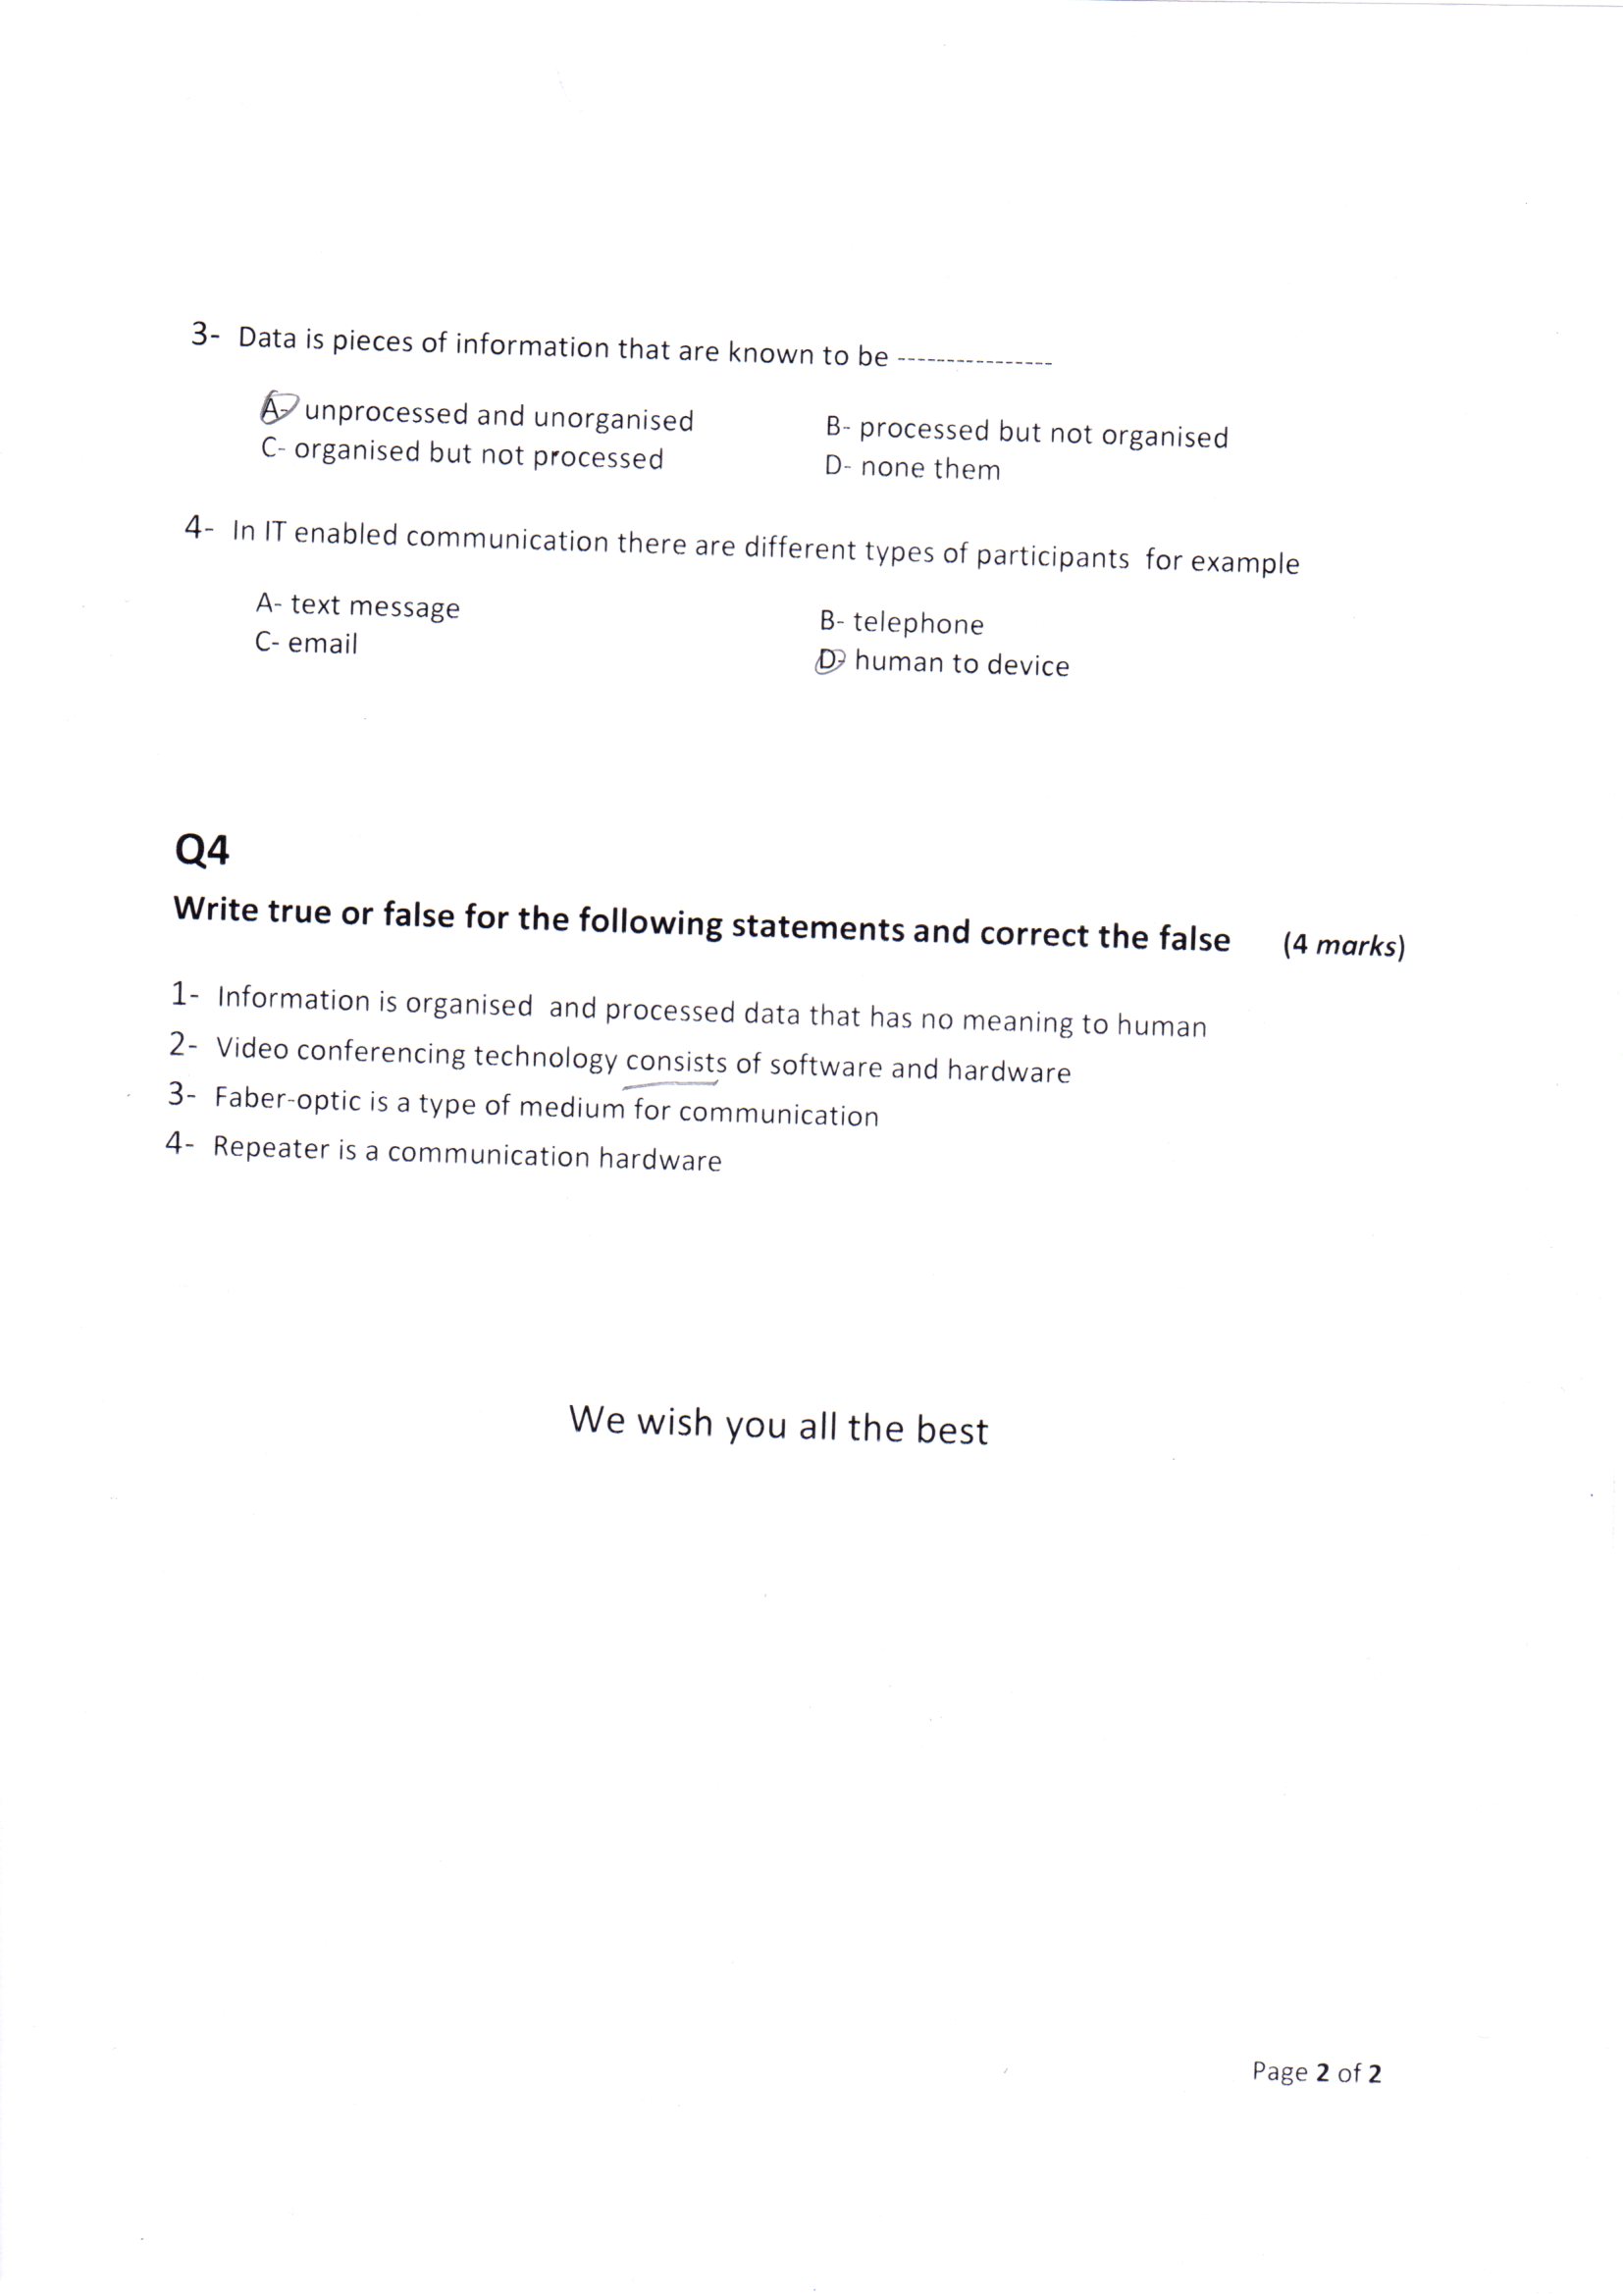 3- Data is pieces of information that are known to be ----------------
A- unprocessed and unorganised B- processed but not organised
C- organised but not processed D- none them
4- In IT enabled communication there are different types of participants for example
A- text message B- telephone
C- email D- human to device
Q4
Write true or false for the following statements and correct the false (4 marks)
1- Information is organised and processed data that has no meaning to human
2- Video conferencing technology consists of software and hardware
3- Faber-optic is a type of medium for communication
4- Repeater is a communication hardware
We wish you all the best
Page 2 of 2